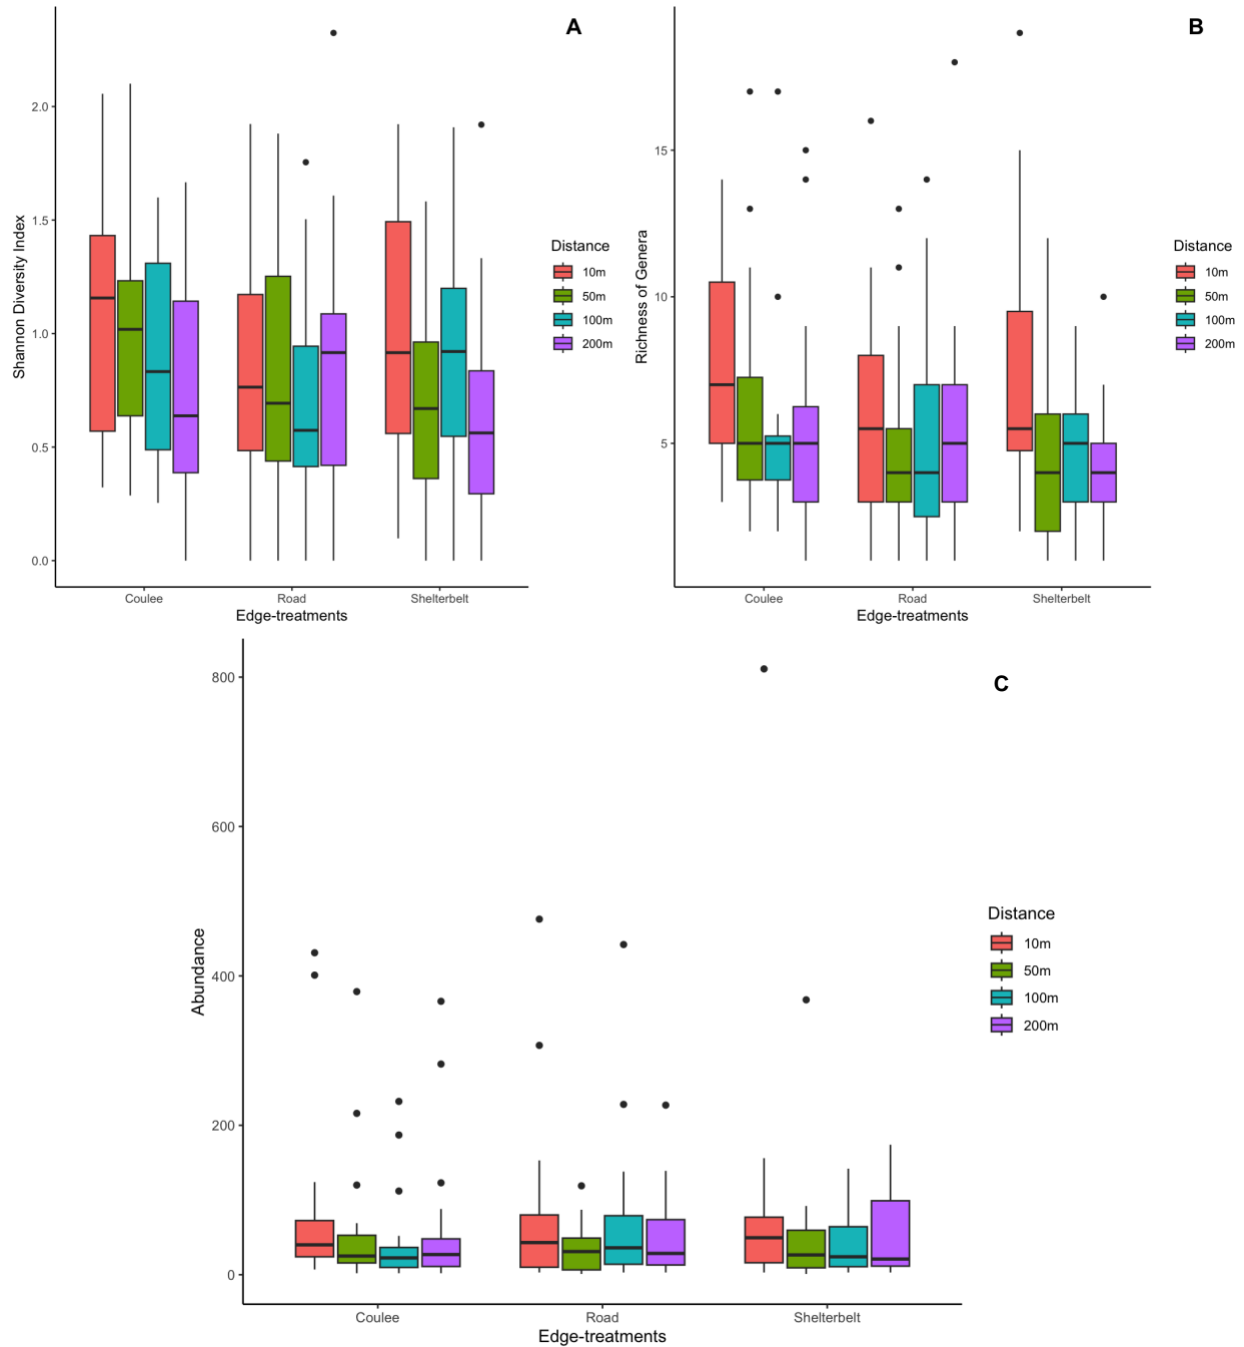 A
Shannon Diversity Index
2.0
1.5
1.0
0.5
0.0
Coulee
Road
Shelterbelt
Edge-treatments
Distance
10m
50m
100m
200m
B
Richness of Genera
15
10
5
Coulee
Road
Shelterbelt
Edge-treatments
Distance
10m
50m
100m
200m
C
Abundance
800
600
400
200
0
Coulee
Road
Shelterbelt
Edge-treatments
Distance
10m
50m
100m
200m